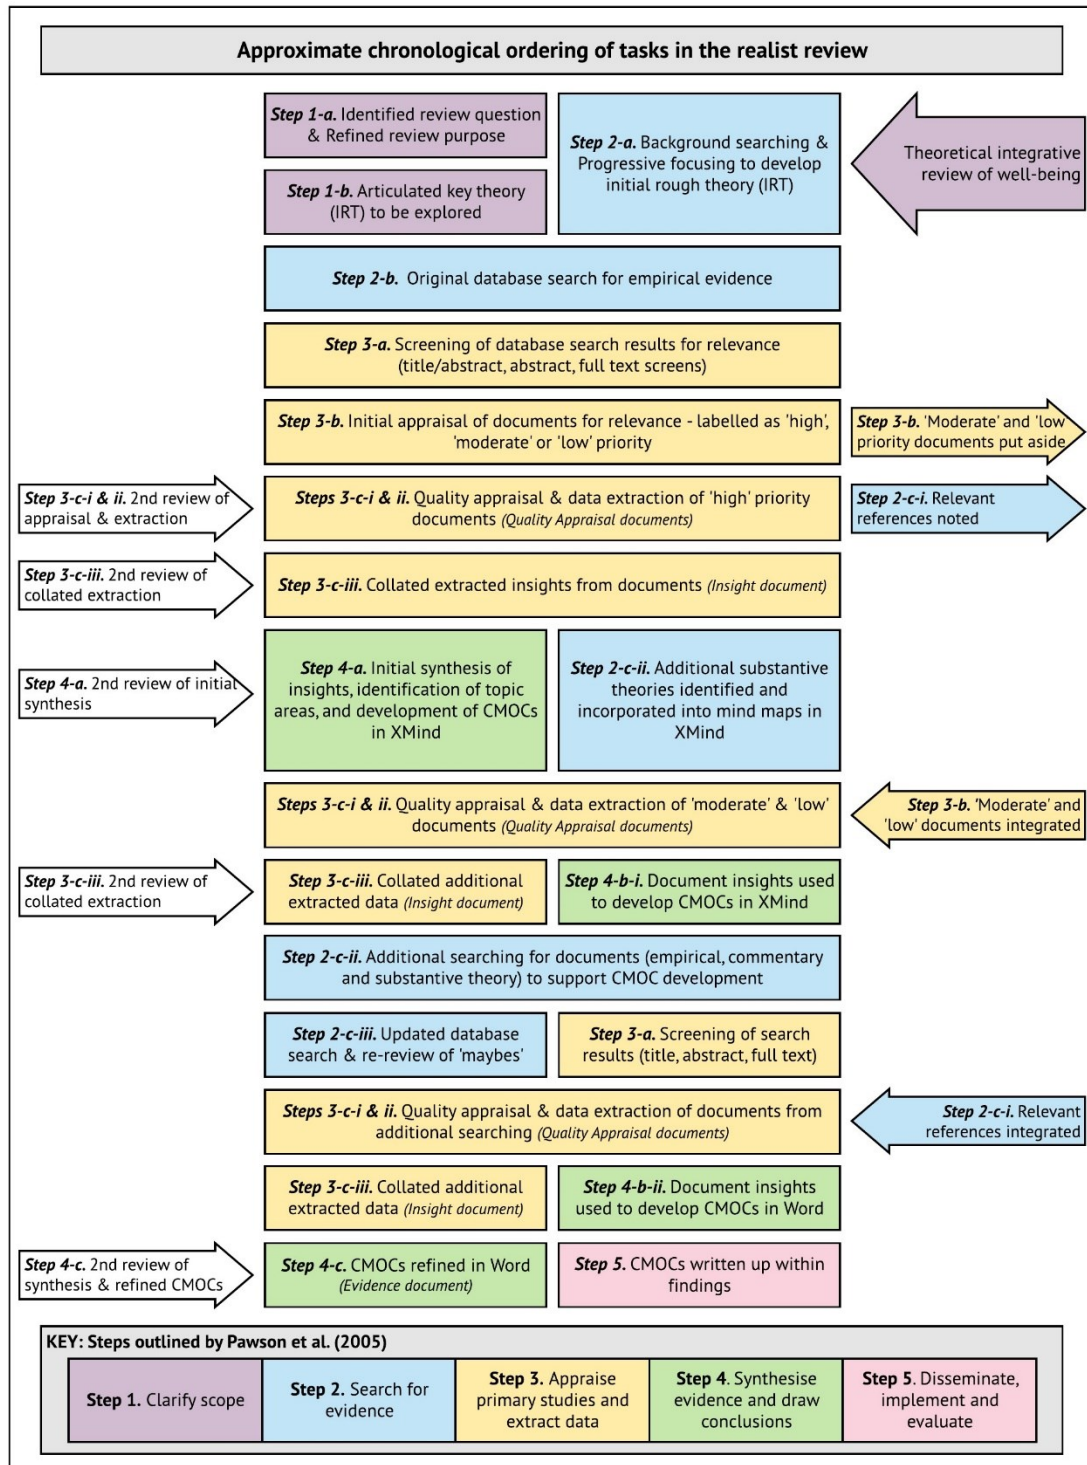 Approximate chronological ordering of tasks in the realist review
Step 1-a. Identified review question
& Refined review purpose
Step 1-b. Articulated key theory
(IRT) to be explored
Step 2-a. Background searching &
Progressive focusing to develop
initial rough theory (IRT)
Theoretical integrative
review of well-being
Step 2-b. Original database search for empirical evidence
Step 3-a. Screening of database search results for relevance
(title/abstract, abstract, full text screens)
Step 3-b. Initial appraisal of documents for relevance - labelled as 'high',
'moderate' or 'low' priority
Step 3-b. 'Moderate' and 'low
priority documents put aside
Step 3-c-i & ii. 2nd review of
appraisal & extraction
Steps 3-c-i & ii. Quality appraisal & data extraction of 'high' priority
documents (Quality Appraisal documents)
Step 2-c-i. Relevant
references noted
Step 3-c-iii. 2nd review of
collated extraction
Step 3-c-iii. Collated extracted insights from documents (Insight document)
Step 4-a. 2nd review of initial
synthesis
Step 4-a. Initial synthesis of
insights, identification of topic
areas, and development of CMOCs
in XMind
Step 2-c-ii. Additional substantive
theories identified and
incorporated into mind maps in
XMind
Steps 3-c-i & ii. Quality appraisal & data extraction of 'moderate' & 'low'
documents (Quality Appraisal documents)
Step 3-b. 'Moderate' and
'low' documents integrated
Step 3-c-iii. 2nd review of
collated extraction
Step 3-c-iii. Collated additional
extracted data (Insight document)
Step 4-b-i. Document insights used
to develop CMOCs in XMind
Step 2-c-ii. Additional searching for documents (empirical, commentary
and substantive theory) to support CMOC development
Step 2-c-iii. Updated database
search & re-review of 'maybes'
Step 3-a. Screening of search
results (title, abstract, full text)
Steps 3-c-i & ii. Quality appraisal & data extraction of documents from
additional searching (Quality Appraisal documents)
Step 2-c-i. Relevant
references integrated
Step 3-c-iii. Collated additional
extracted data (Insight document)
Step 4-b-ii. Document insights
used to develop CMOCs in Word
Step 4-c. 2nd review of
synthesis & refined CMOCs
Step 4-c. CMOCs refined in Word
(Evidence document)
Step 5. CMOCs written up within
findings
KEY: Steps outlined by Pawson et al. (2005)
Step 1. Clarify scope
Step 2. Search for
evidence
Step 3. Appraise
primary studies and
extract data
Step 4. Synthesise
evidence and draw
conclusions
Step 5. Disseminate,
implement and
evaluate